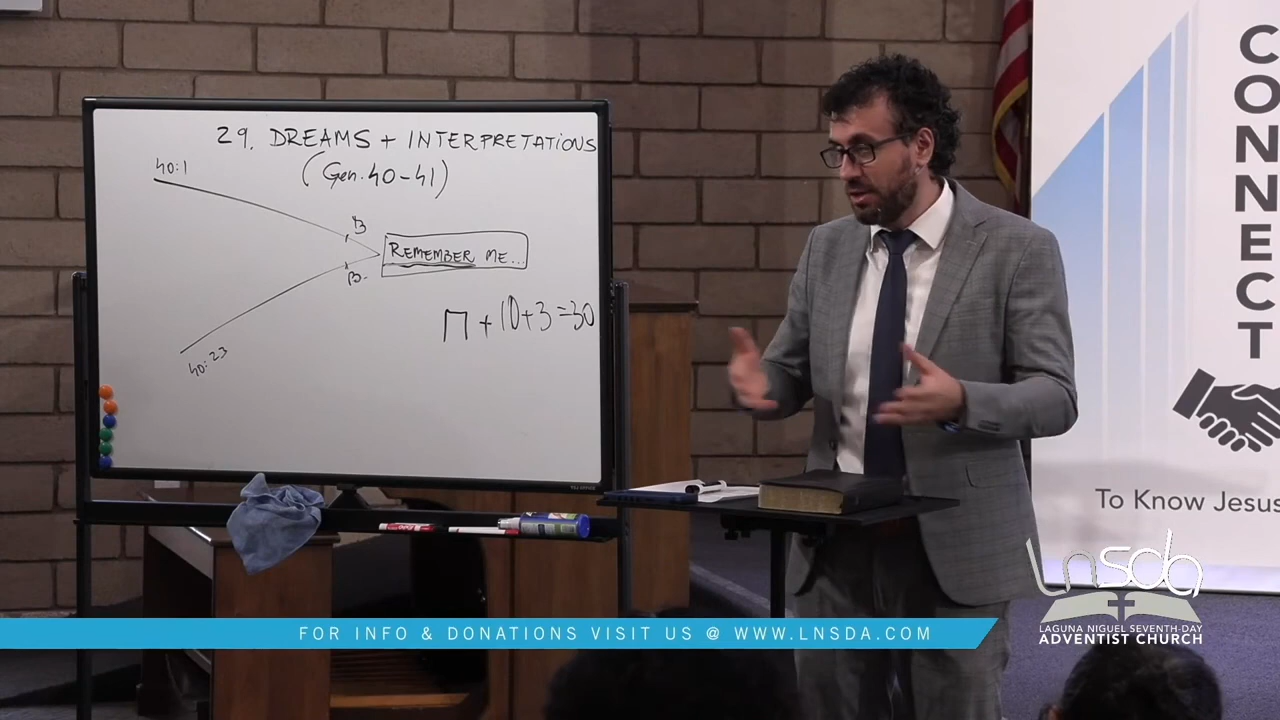 29. DREAMS + INTERPRETATIONS
(Gen. 40-41)
40:1
B
REMEMBER ME...
B-
17 + 10 + 3 = 30
40:23
CONNECT
To Know Jesus
FOR INFO & DONATIONS VISIT US @ WWW.LNSDA.COM
LnSda
LAGUNA NIGUEL SEVENTH-DAY
ADVENTIST CHURCH